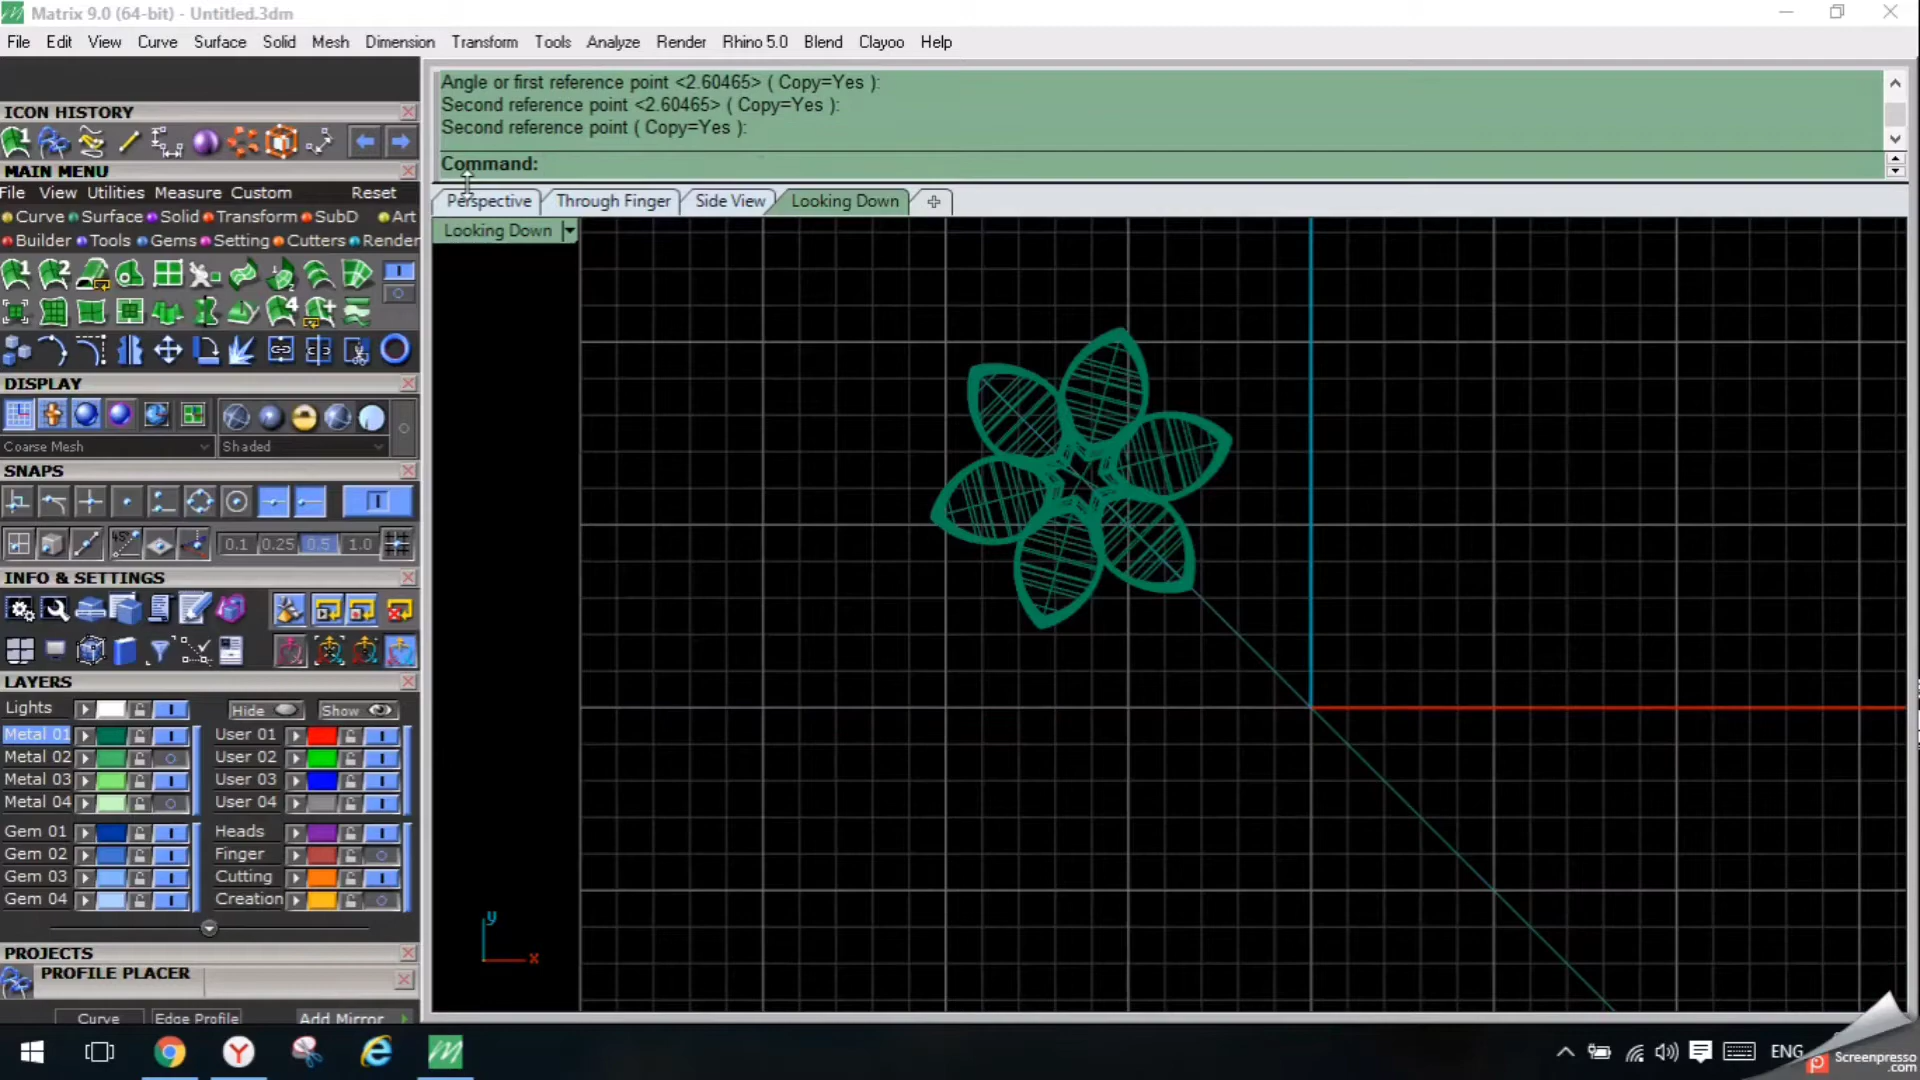 Matrix 9.0 (64-bit) - Untitled.3dm
File Edit View Curve Surface Solid Mesh Dimension Transform Tools Analyze Render Rhino 5.0 Blend Clayoo Help
Angle or first reference point <2.60465> ( Copy=Yes ):
Second reference point <2.60465> ( Copy=Yes ):
Second reference point ( Copy=Yes ):
Command:
Perspective Through Finger Side View Looking Down
Looking Down
ICON HISTORY
MAIN MENU
File View Utilities Measure Custom Reset
Curve Surface Solid Transform SubD Art
Builder Tools Gems Setting Cutters Render
DISPLAY
Coarse Mesh Shaded
SNAPS
0.1 0.25 0.5 1.0
INFO & SETTINGS
LAYERS
Lights Hide Show
Metal 01 User 01
Metal 02 User 02
Metal 03 User 03
Metal 04 User 04
Gem 01 Heads
Gem 02 Finger
Gem 03 Cutting
Gem 04 Creation
PROJECTS
PROFILE PLACER
Curve Edge Profile Add Mirror
y
x
ENG
Screenpresso
.com